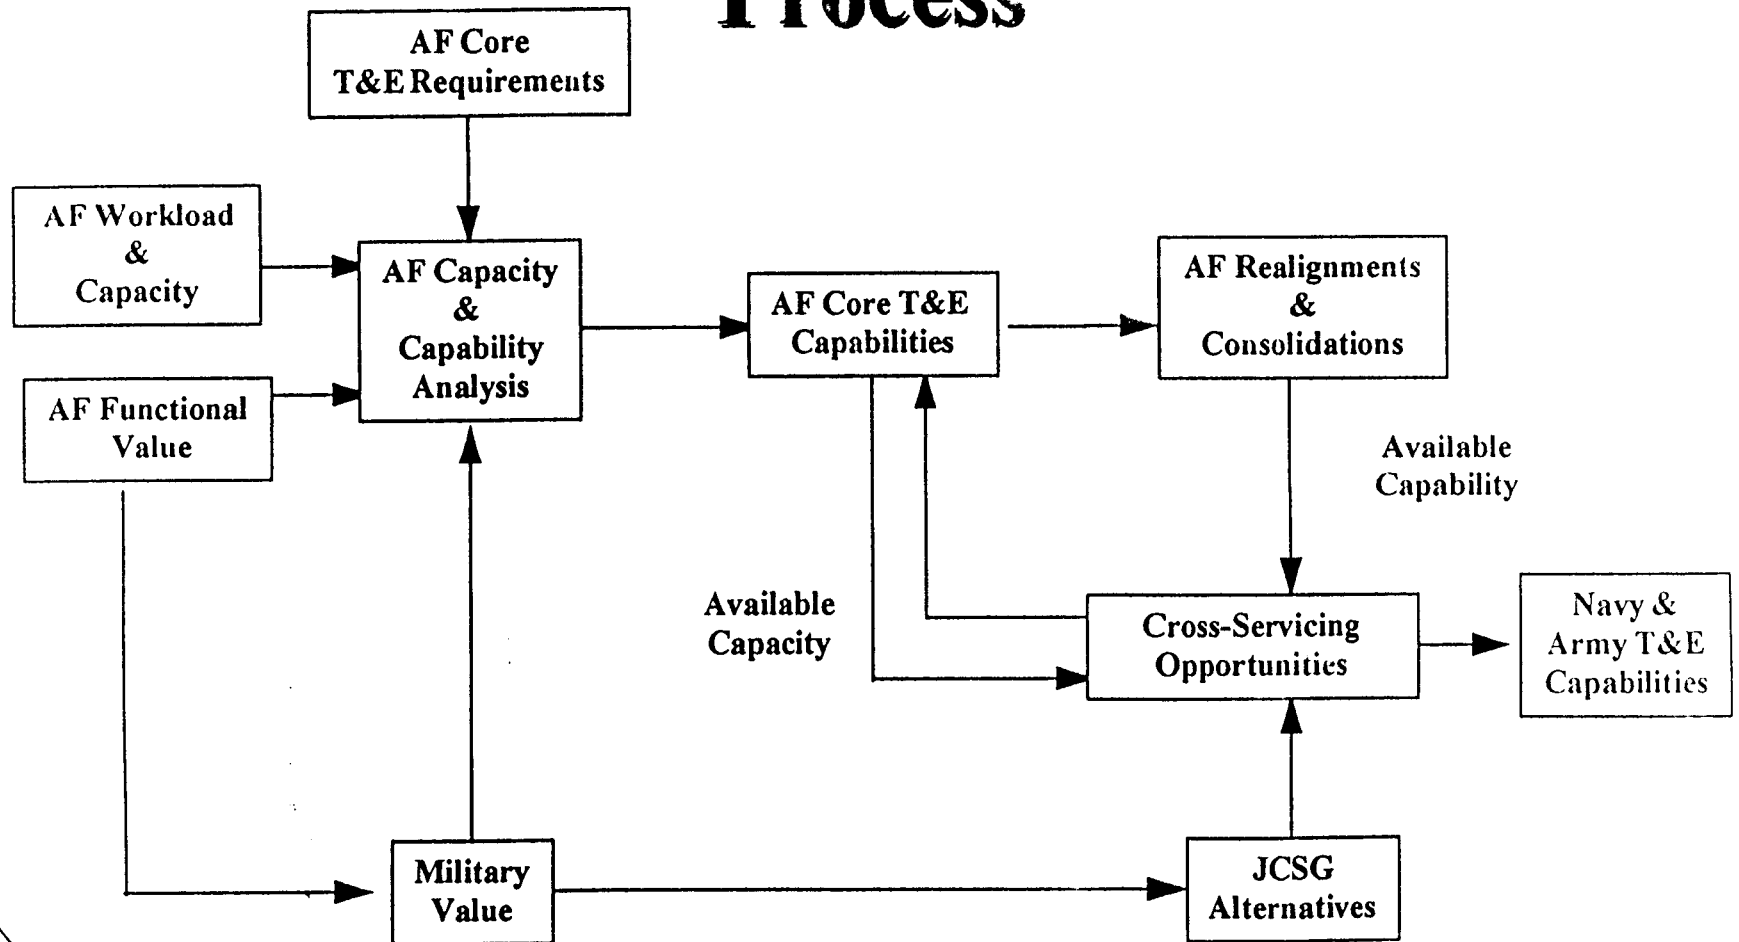 Process
AF Core
T&E Requirements
AF Workload
&
Capacity
AF Capacity
&
Capability
Analysis
AF Functional
Value
AF Core T&E
Capabilities
AF Realignments
&
Consolidations
Available
Capability
Available
Capacity
Cross-Servicing
Opportunities
Navy &
Army T&E
Capabilities
Military
Value
JCSG
Alternatives